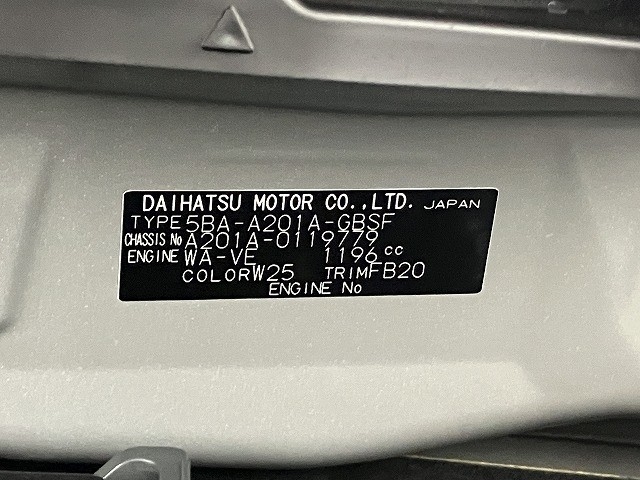 DAIHATSU MOTOR CO.,LTD. JAPAN
TYPE 5BA-A201A-GBSF
CHASSIS No A201A-0119779
ENGINE WA-VE 1196 cc
COLOR W25 TRIM FB20
ENGINE No